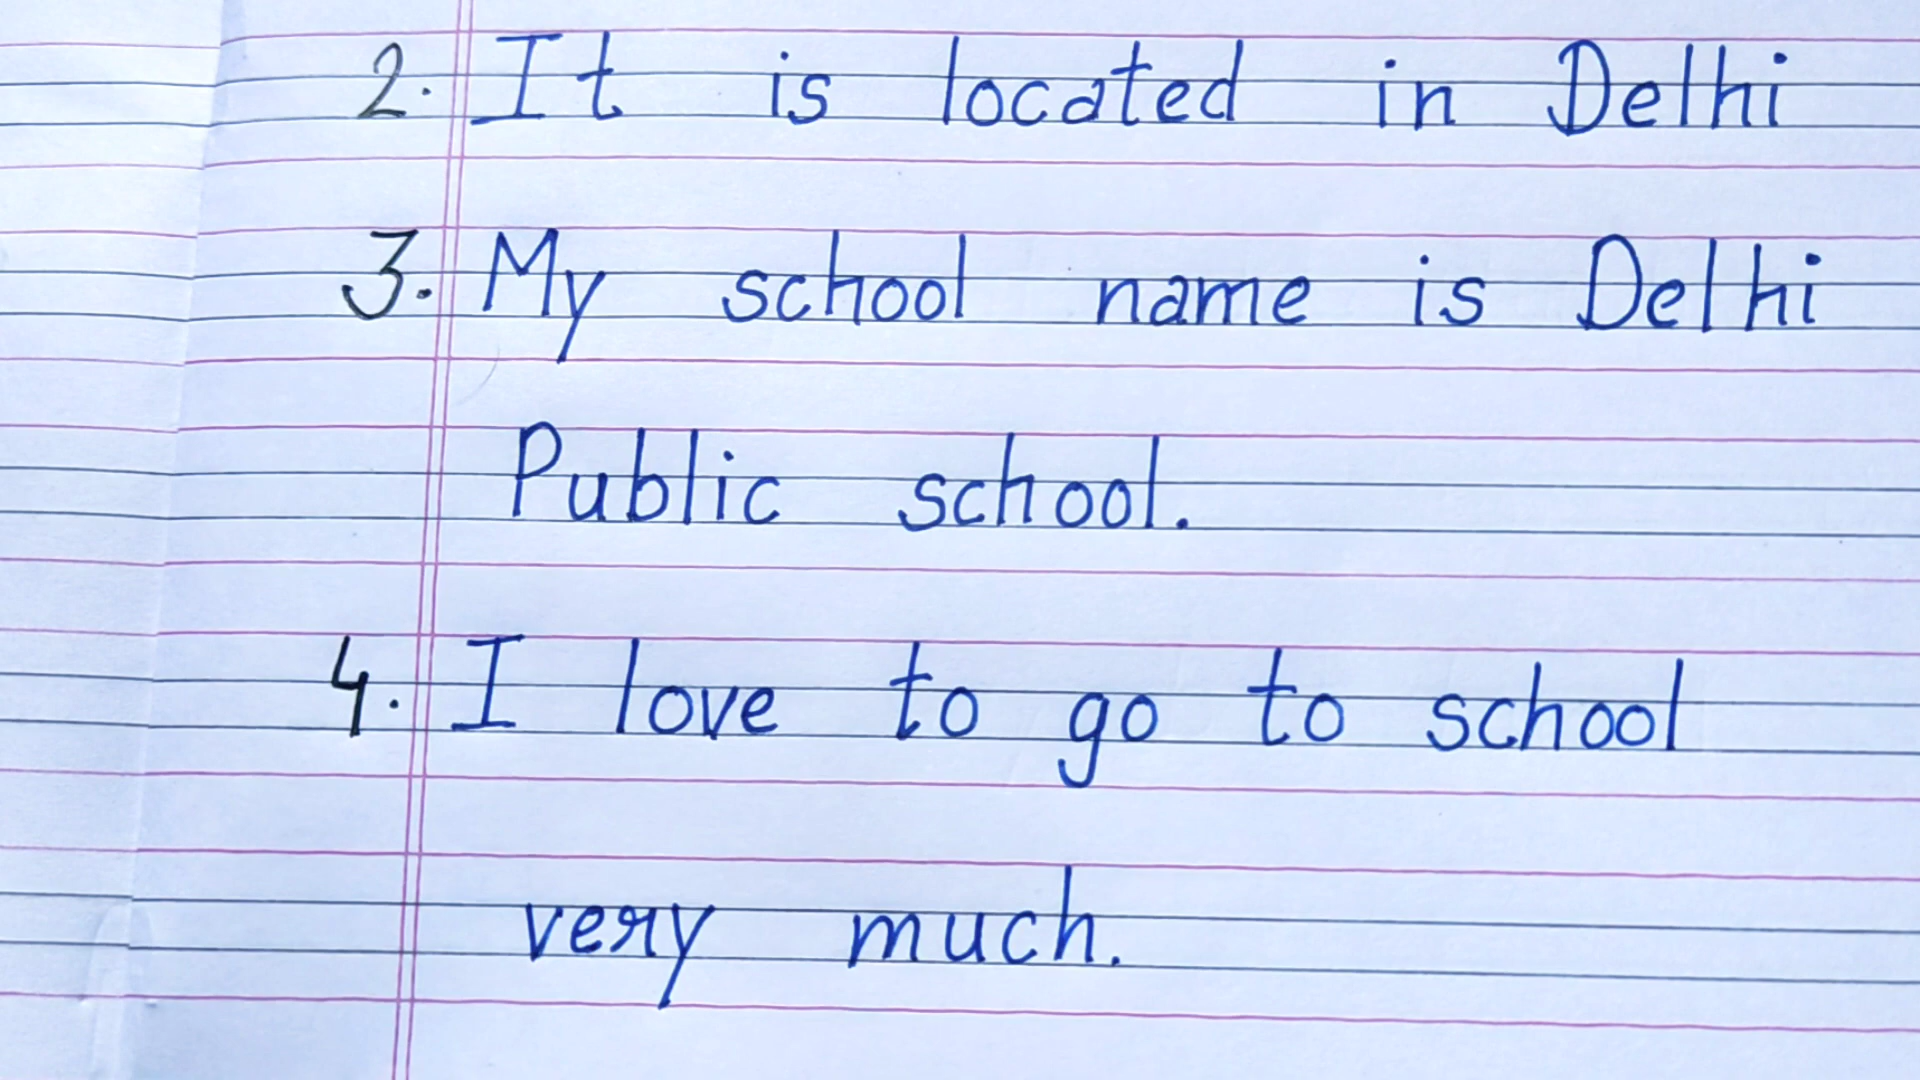 2. It is located in Delhi
3. My school name is Delhi
Public school.
4. I love to go to school
very much.